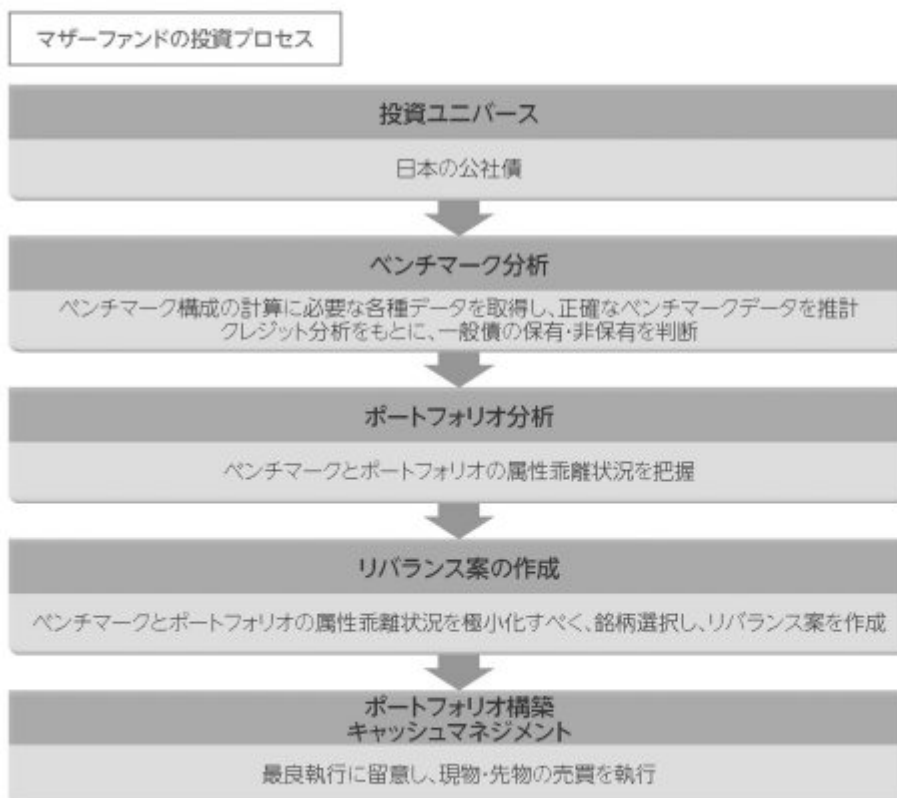 マザーファンドの投資プロセス
投資ユニバース
日本の公社債
ベンチマーク分析
ベンチマーク構成の計算に必要な各種データを取得し、正確なベンチマークデータを推計
クレジット分析をもとに、一般債の保有・非保有を判断
ポートフォリオ分析
ベンチマークとポートフォリオの属性乖離状況を把握
リバランス案の作成
ベンチマークとポートフォリオの属性乖離状況を極小化すべく、銘柄選択し、リバランス案を作成
ポートフォリオ構築
キャッシュマネジメント
最良執行に留意し、現物・先物の売買を執行